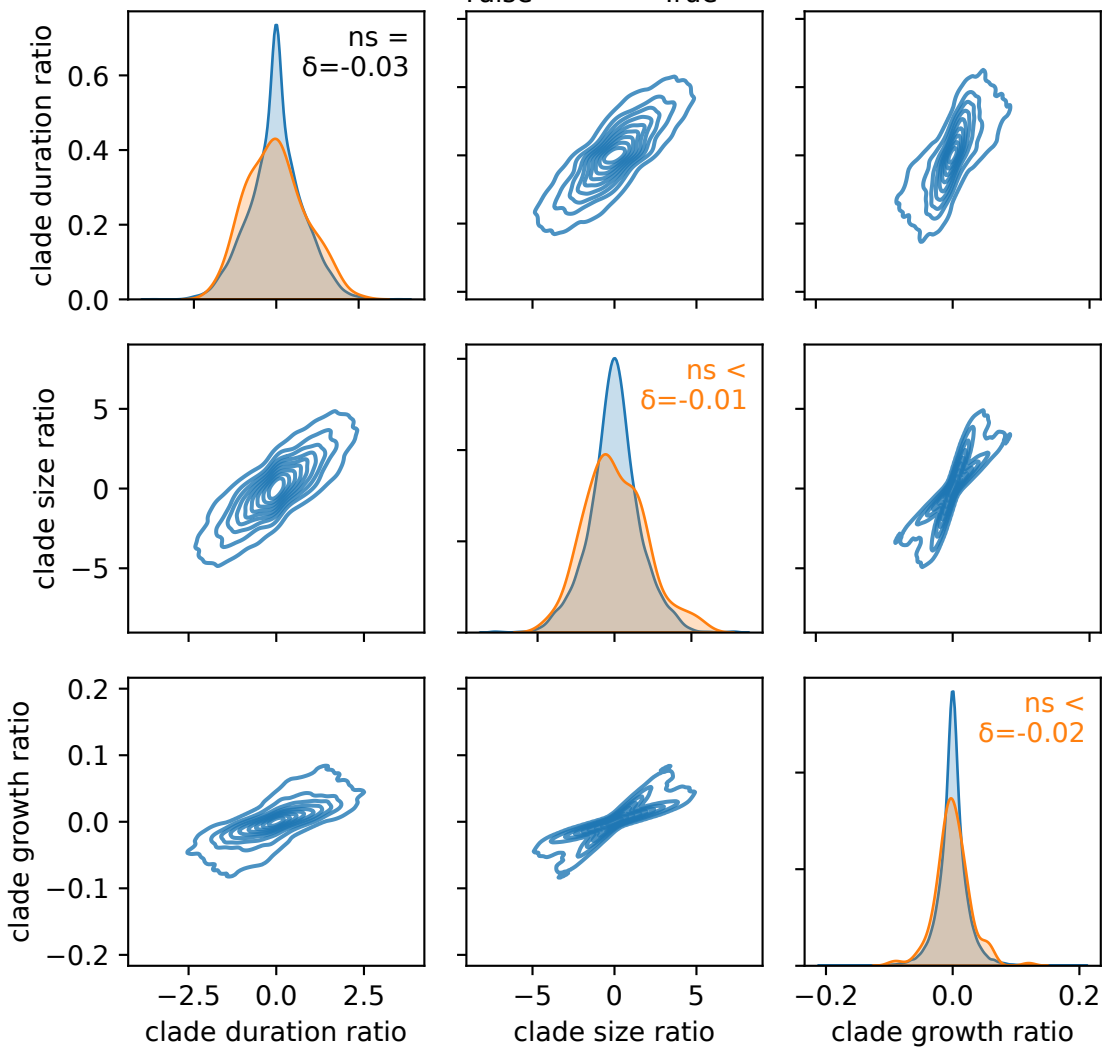 clade duration ratio
0.6
0.4
0.2
0.0
ns =
δ=-0.03
clade size ratio
5
0
−5
ns <
δ=-0.01
clade growth ratio
0.2
0.1
0.0
−0.1
−0.2
ns <
δ=-0.02
−2.5 0.0 2.5
−5 0 5
−0.2 0.0 0.2
clade duration ratio
clade size ratio
clade growth ratio